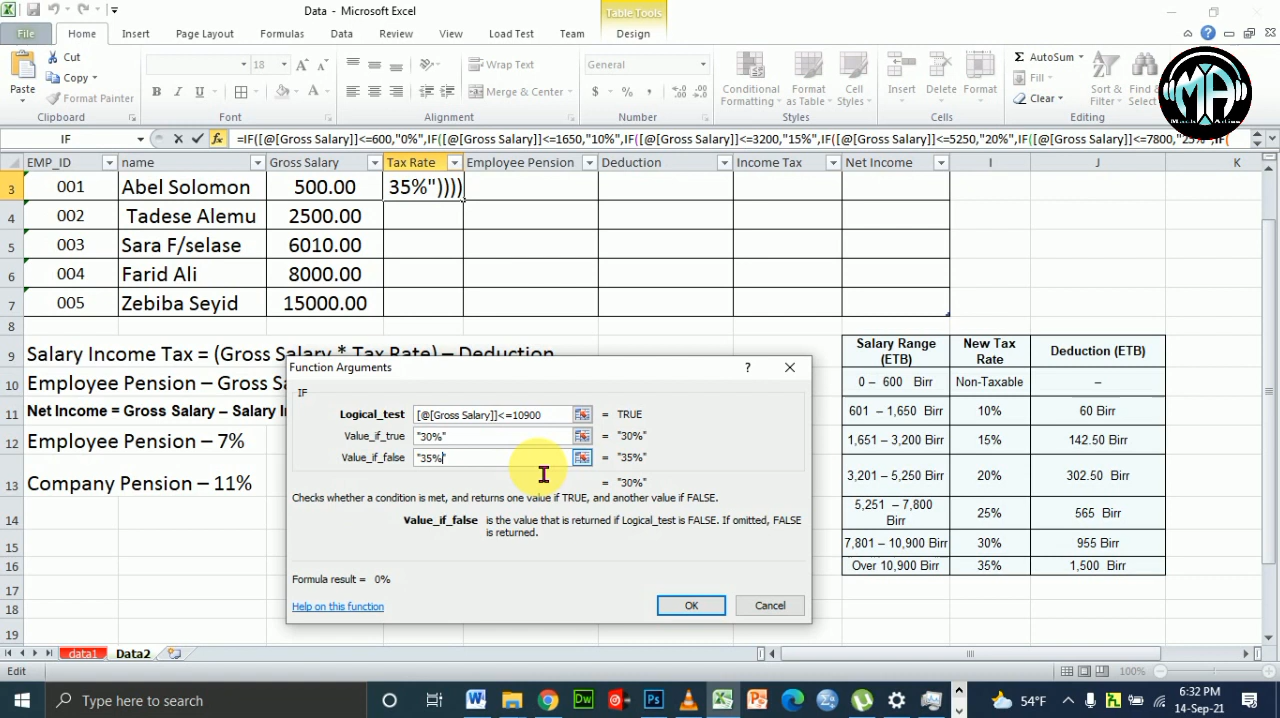 Data - Microsoft Excel
Table Tools
File Home Insert Page Layout Formulas Data Review View Load Test Team Design
Paste
Cut
Copy
Format Painter
Clipboard
18
B I U
Font
Wrap Text
Merge & Center
Alignment
General
$ % ,
Number
Conditional Formatting
Format as Table
Cell Styles
Styles
Insert
Delete
Format
Cells
AutoSum
Fill
Clear
Sort & Filter
Find & Select
Editing
MA
IF
=IF([@[Gross Salary]]<=600,"0%",IF([@[Gross Salary]]<=1650,"10%",IF([@[Gross Salary]]<=3200,"15%",IF([@[Gross Salary]]<=5250,"20%",IF([@[Gross Salary]]<=7800,"25%",IF(
EMP_ID name Gross Salary Tax Rate Employee Pension Deduction Income Tax Net Income I J K
3 001 Abel Solomon 500.00 35%"))))
4 002 Tadese Alemu 2500.00
5 003 Sara F/selase 6010.00
6 004 Farid Ali 8000.00
7 005 Zebiba Seyid 15000.00
8
9 Salary Income Tax = (Gross Salary * Tax Rate) – Deduction
10 Employee Pension – Gross Sa
11 Net Income = Gross Salary – Salary I
12 Employee Pension – 7%
13 Company Pension – 11%
14
15
16
17
18
19
Salary Range (ETB) New Tax Rate Deduction (ETB)
0 – 600 Birr Non-Taxable –
601 – 1,650 Birr 10% 60 Birr
1,651 – 3,200 Birr 15% 142.50 Birr
3,201 – 5,250 Birr 20% 302.50 Birr
5,251 – 7,800 Birr 25% 565 Birr
7,801 – 10,900 Birr 30% 955 Birr
Over 10,900 Birr 35% 1,500 Birr
Function Arguments
IF
Logical_test [@[Gross Salary]]<=10900 = TRUE
Value_if_true "30%" = "30%"
Value_if_false "35%" = "35%"
= "30%"
Checks whether a condition is met, and returns one value if TRUE, and another value if FALSE.
Value_if_false is the value that is returned if Logical_test is FALSE. If omitted, FALSE
is returned.
Formula result = 0%
Help on this function
OK
Cancel
data1 Data2
Edit
100%
Type here to search
54°F
6:32 PM
14-Sep-21